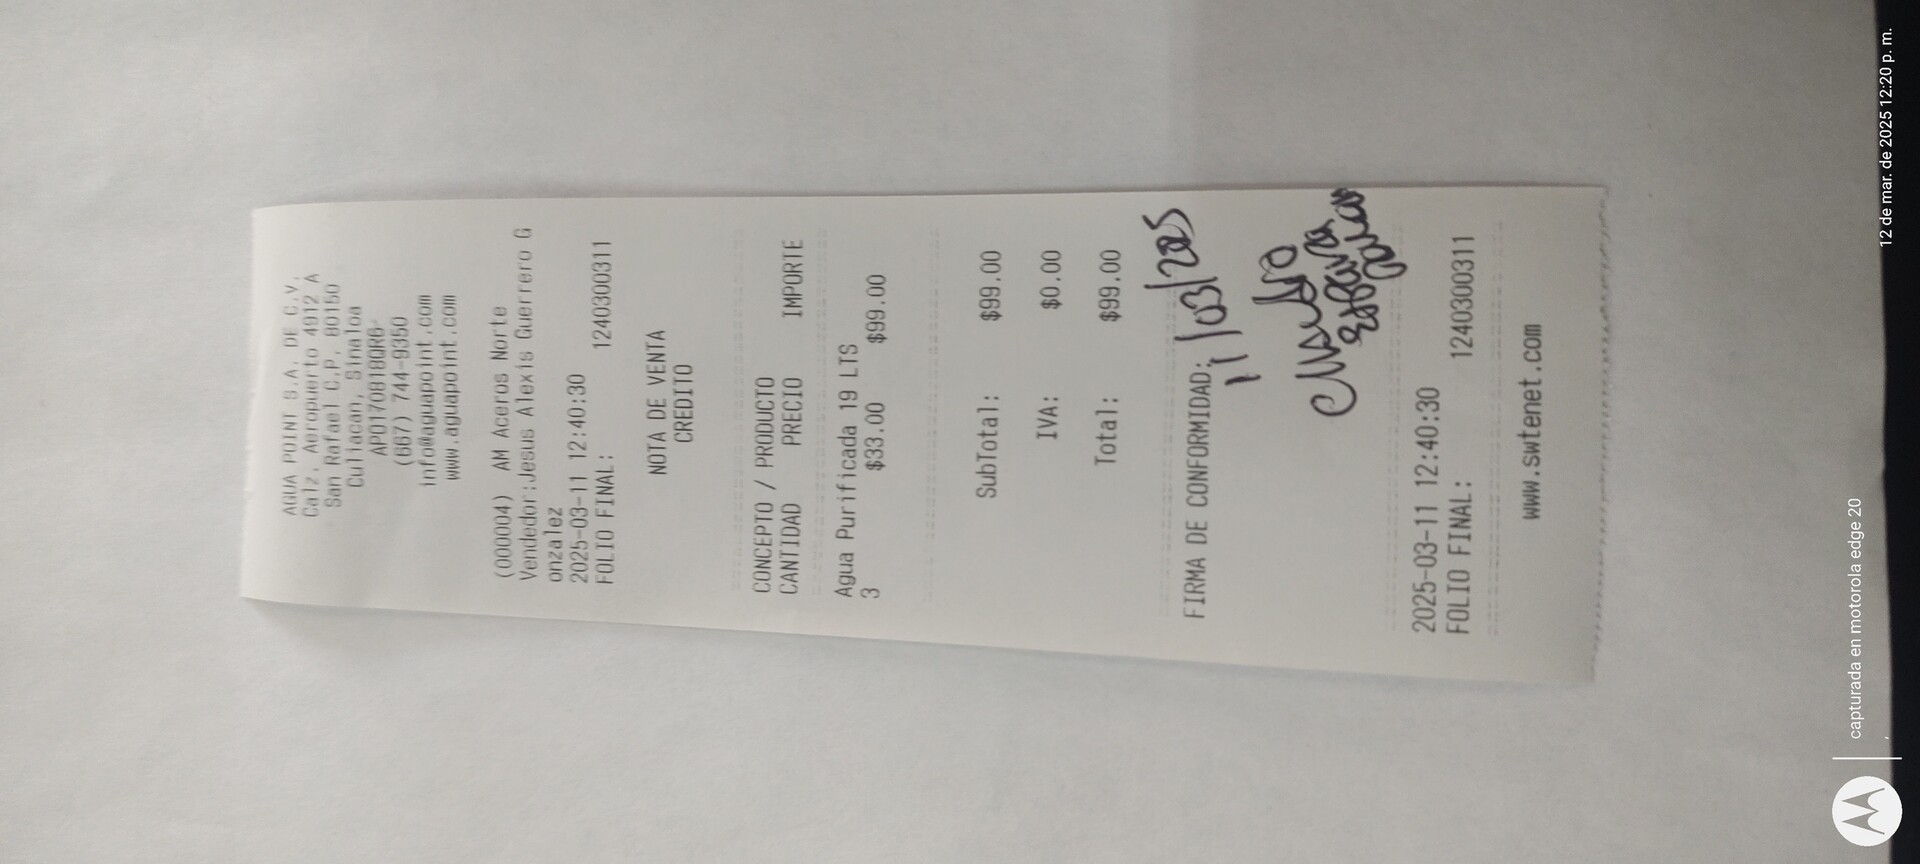 AGUA POINT S.A. DE C.V.
Calz. Aeropuerto 4912 A
San Rafael C.P. 80150
Culiacan, Sinaloa
APO170818QR6
(667) 744-9350
info@aguapoint.com
www.aguapoint.com
(000004) AM Aceros Norte
Vendedor:Jesus Alexis Guerrero G
onzalez
2025-03-11 12:40:30
FOLIO FINAL: 1240300311
NOTA DE VENTA
CREDITO
CONCEPTO / PRODUCTO
CANTIDAD PRECIO IMPORTE
Agua Purificada 19 LTS
3 $33.00 $99.00
SubTotal: $99.00
IVA: $0.00
Total: $99.00
FIRMA DE CONFORMIDAD:
11/03/2025
2025-03-11 12:40:30
FOLIO FINAL: 1240300311
www.swtenet.com
capturada en motorola edge 20
12 de mar. de 2025 12:20 p. m.